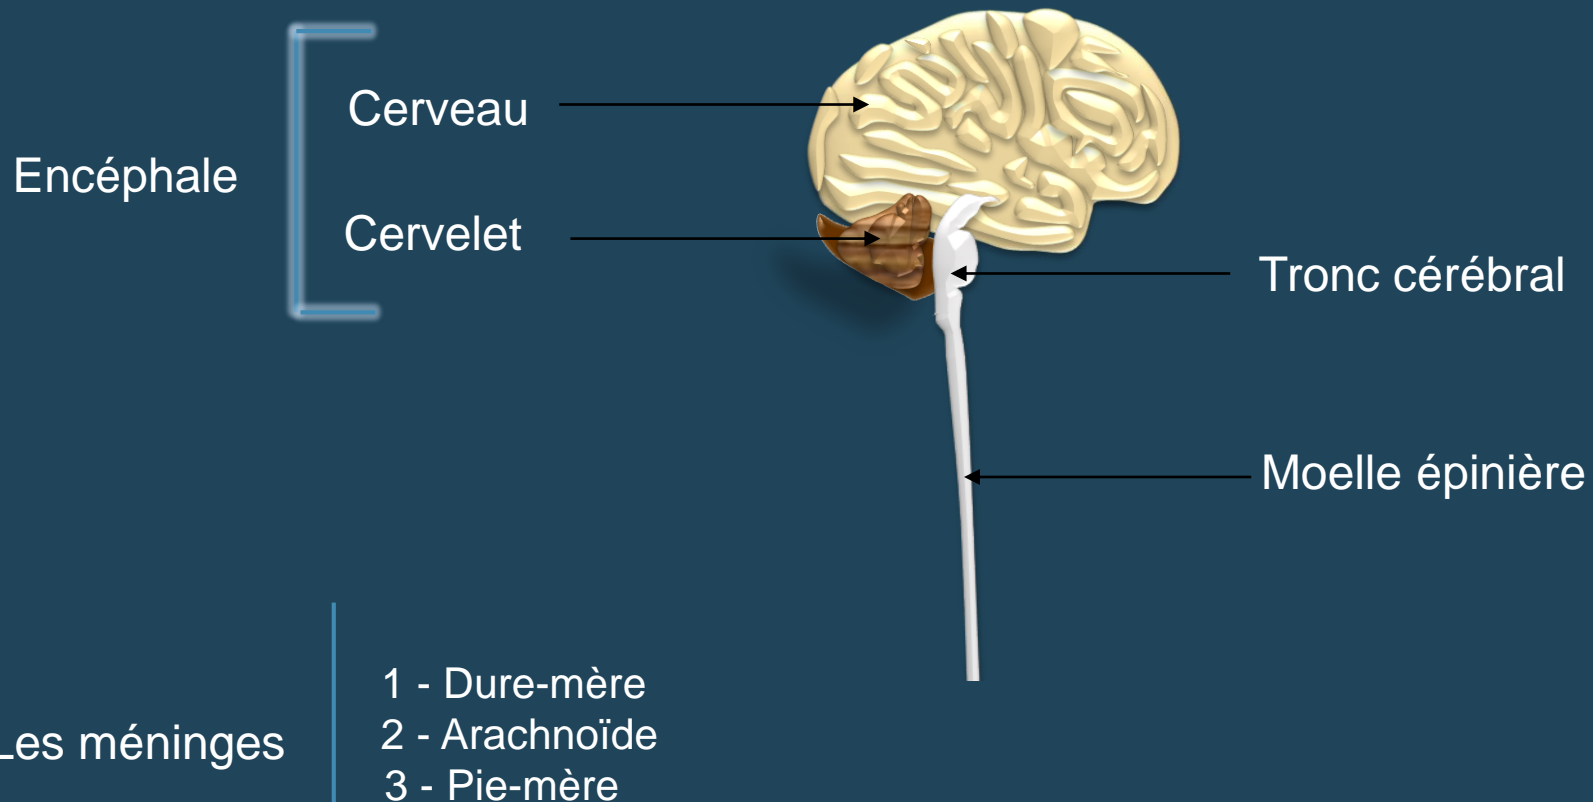 Cerveau
Encéphale
Cervelet
Tronc cérébral
Moelle épinière
1 - Dure-mère
Les méninges
2 - Arachnoïde
3 - Pie-mère